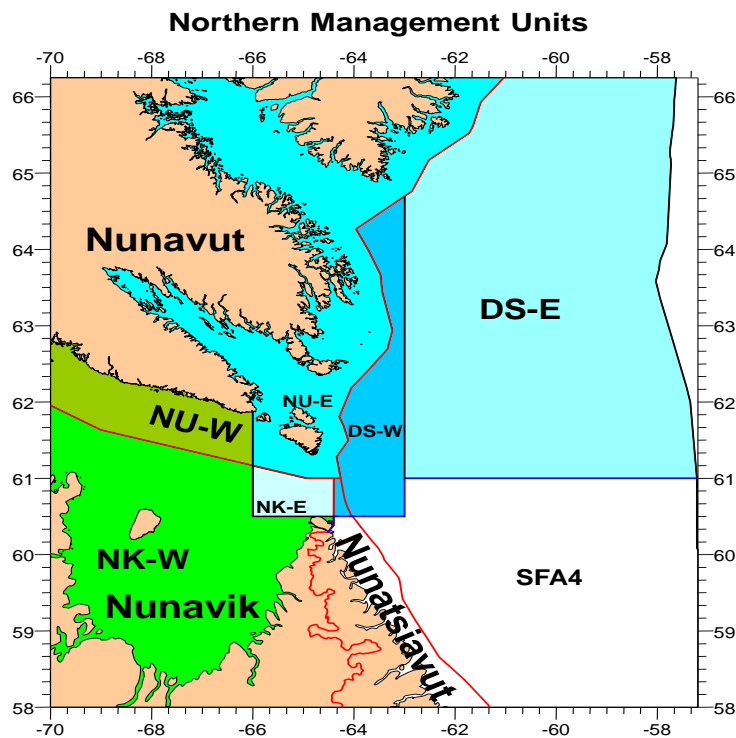 Northern Management Units
-70 -68 -66 -64 -62 -60 -58
66 66
65 65
64 64
63 63
62 62
61 61
60 60
59 59
58 58
Nunavut
DS-E
NU-E
NU-W
DS-W
NK-E
NK-W
SFA4
Nunavik
Nunatsiavut
-70 -68 -66 -64 -62 -60 -58